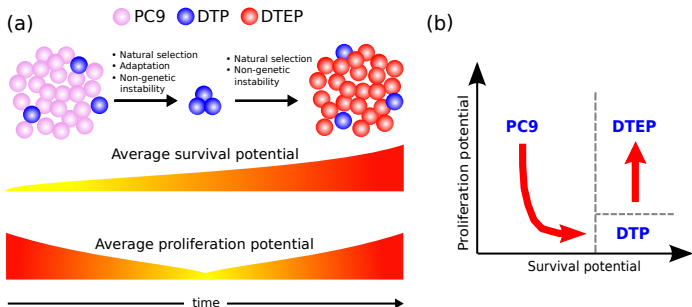 (a)
PC9 DTP DTEP
• Natural selection
• Adaptation
• Non-genetic
instability
• Natural selection
• Non-genetic
instability
Average survival potential
Average proliferation potential
time
(b)
Proliferation potential
PC9
DTEP
DTP
Survival potential